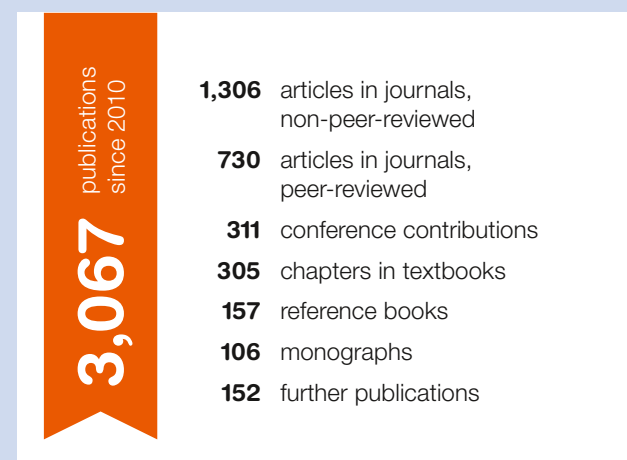 3,067 publications
since 2010
1,306 articles in journals,
non-peer-reviewed
730 articles in journals,
peer-reviewed
311 conference contributions
305 chapters in textbooks
157 reference books
106 monographs
152 further publications